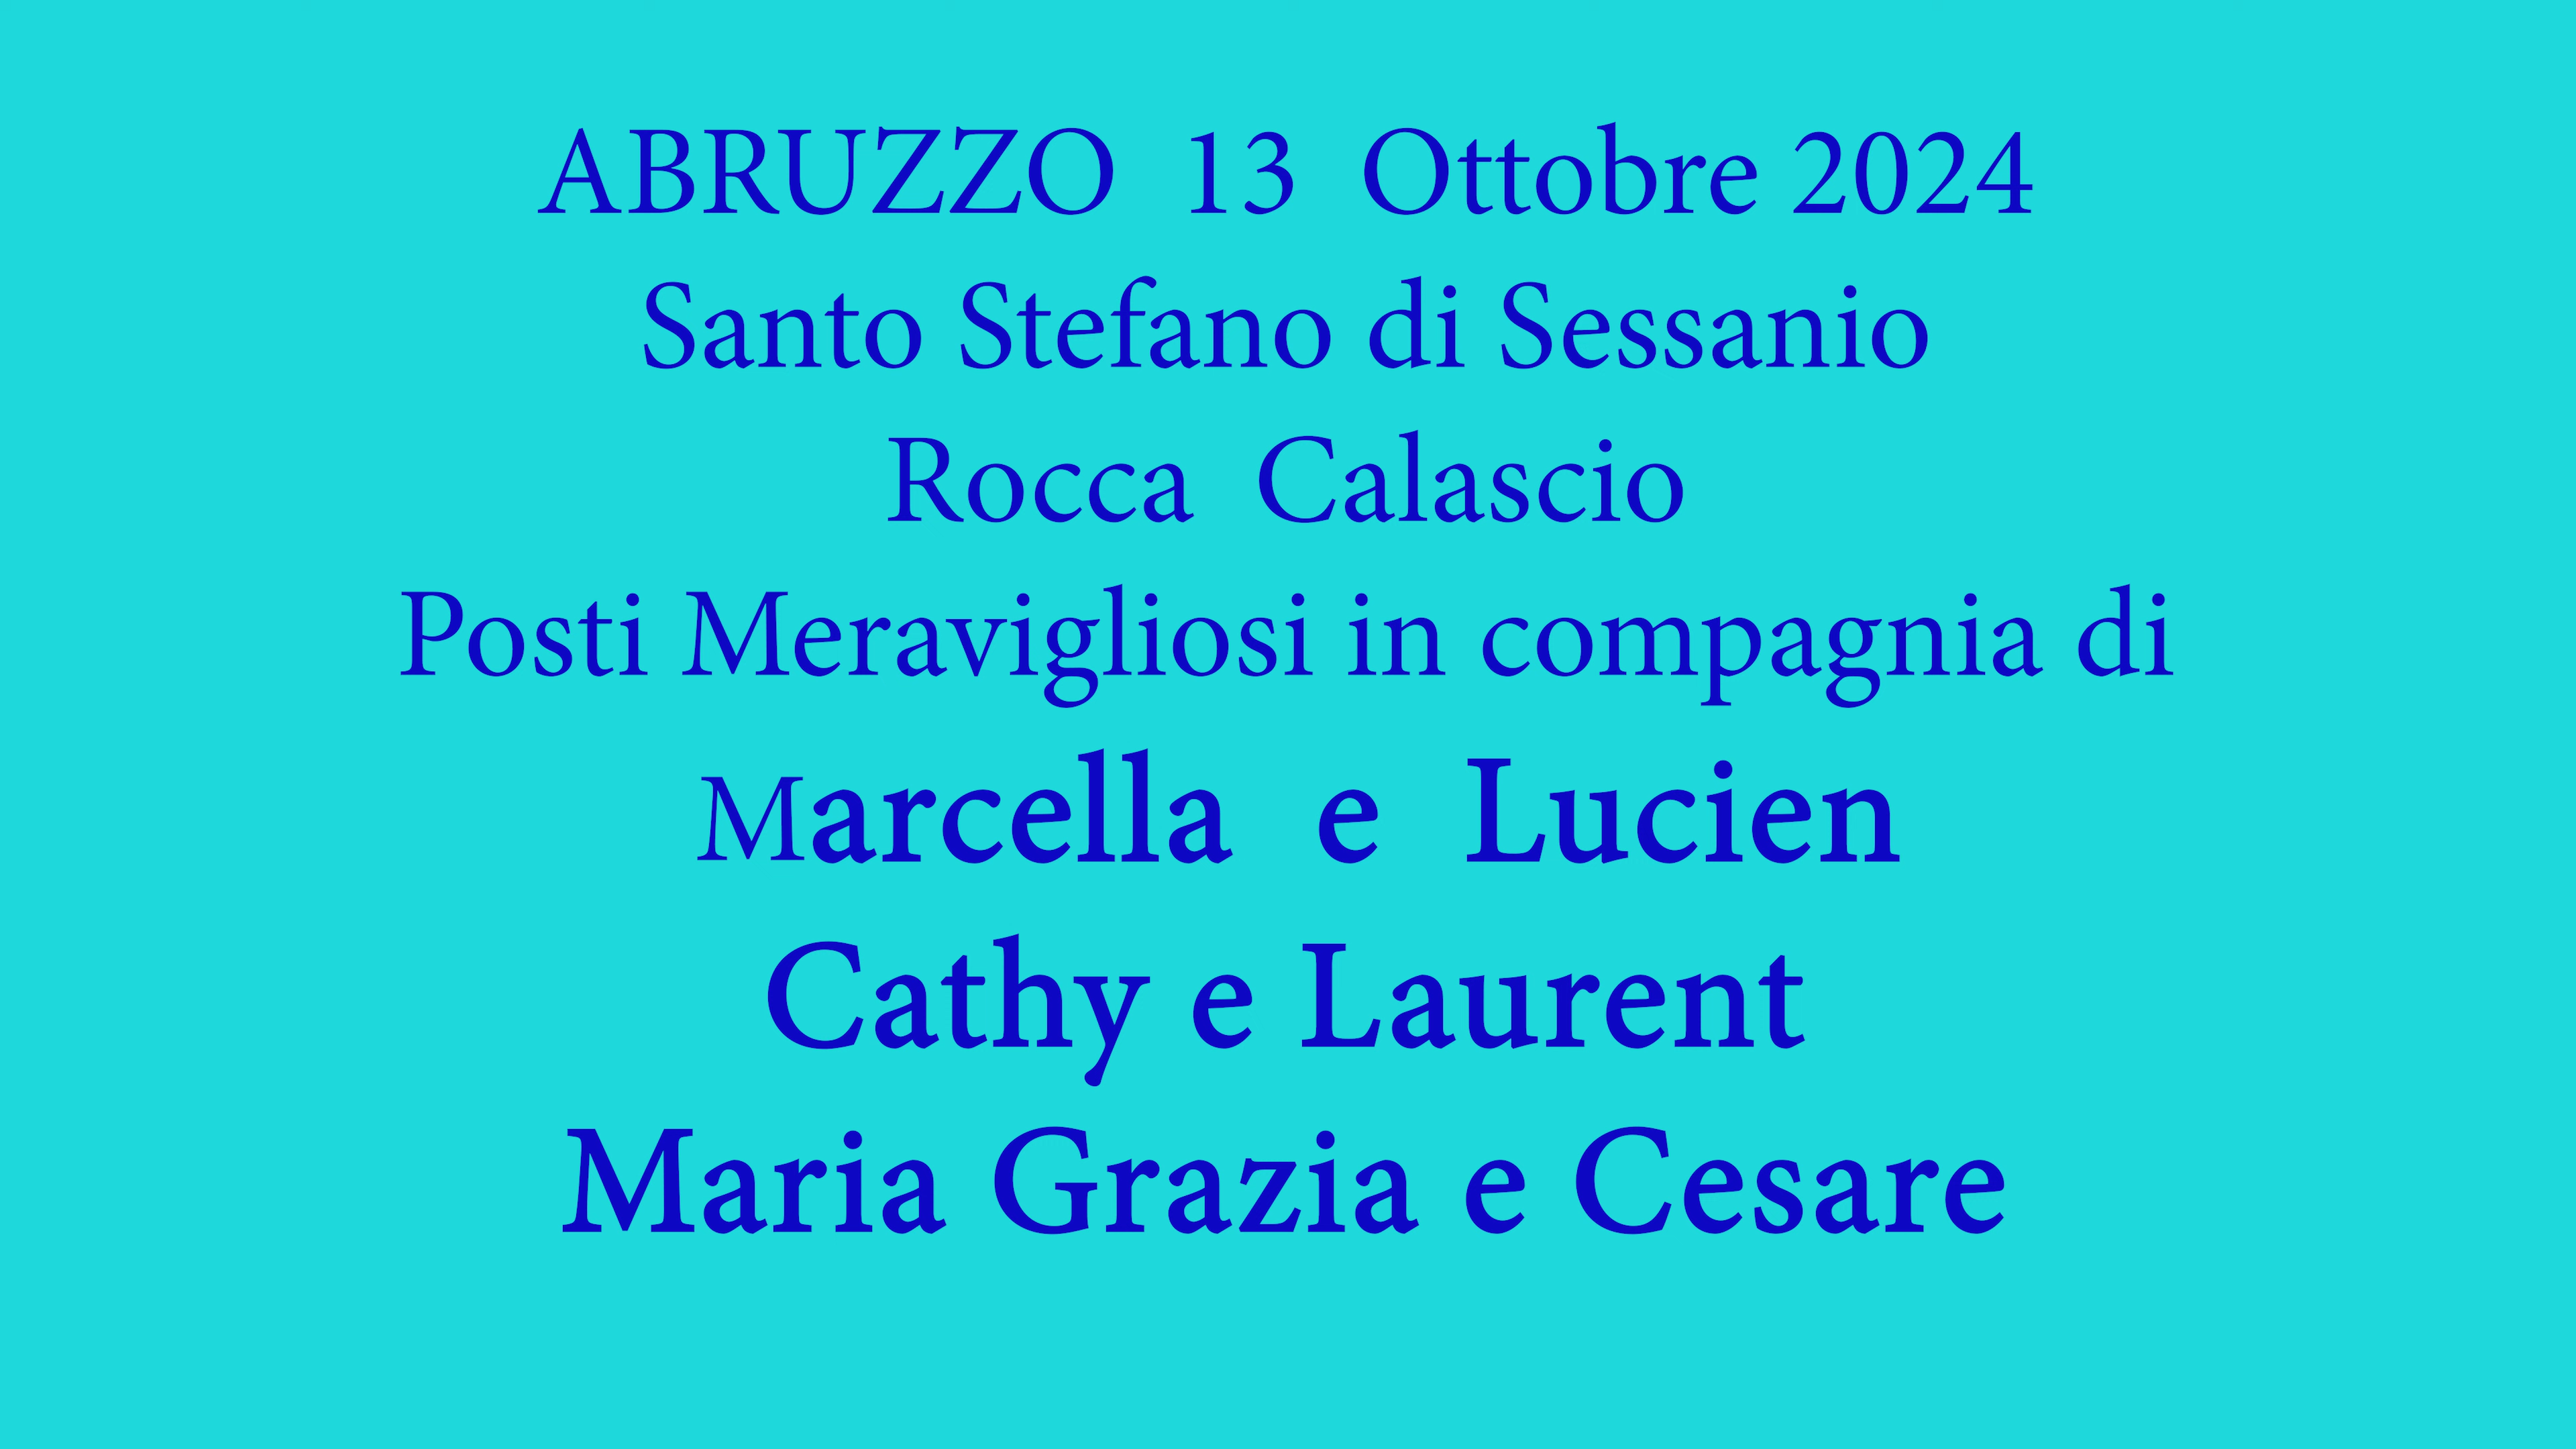 ABRUZZO  13  Ottobre 2024
Santo Stefano di Sessanio
Rocca  Calascio
Posti Meravigliosi in compagnia di
Marcella  e  Lucien
Cathy e Laurent
Maria Grazia e Cesare